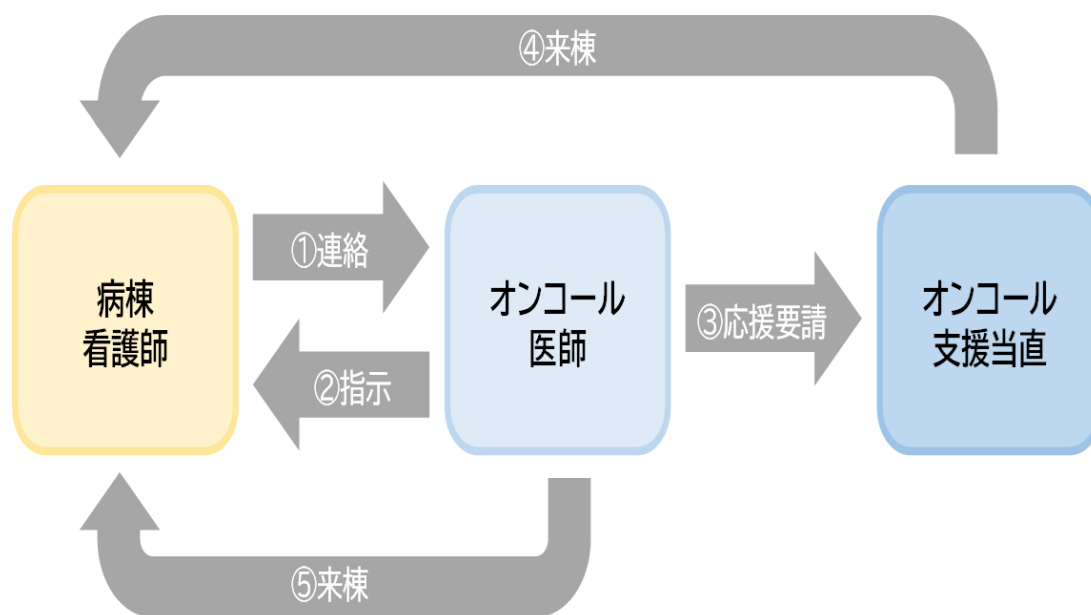 ④来棟
病棟
看護師
①連絡
②指示
オンコール
医師
③応援要請
オンコール
支援当直
⑤来棟